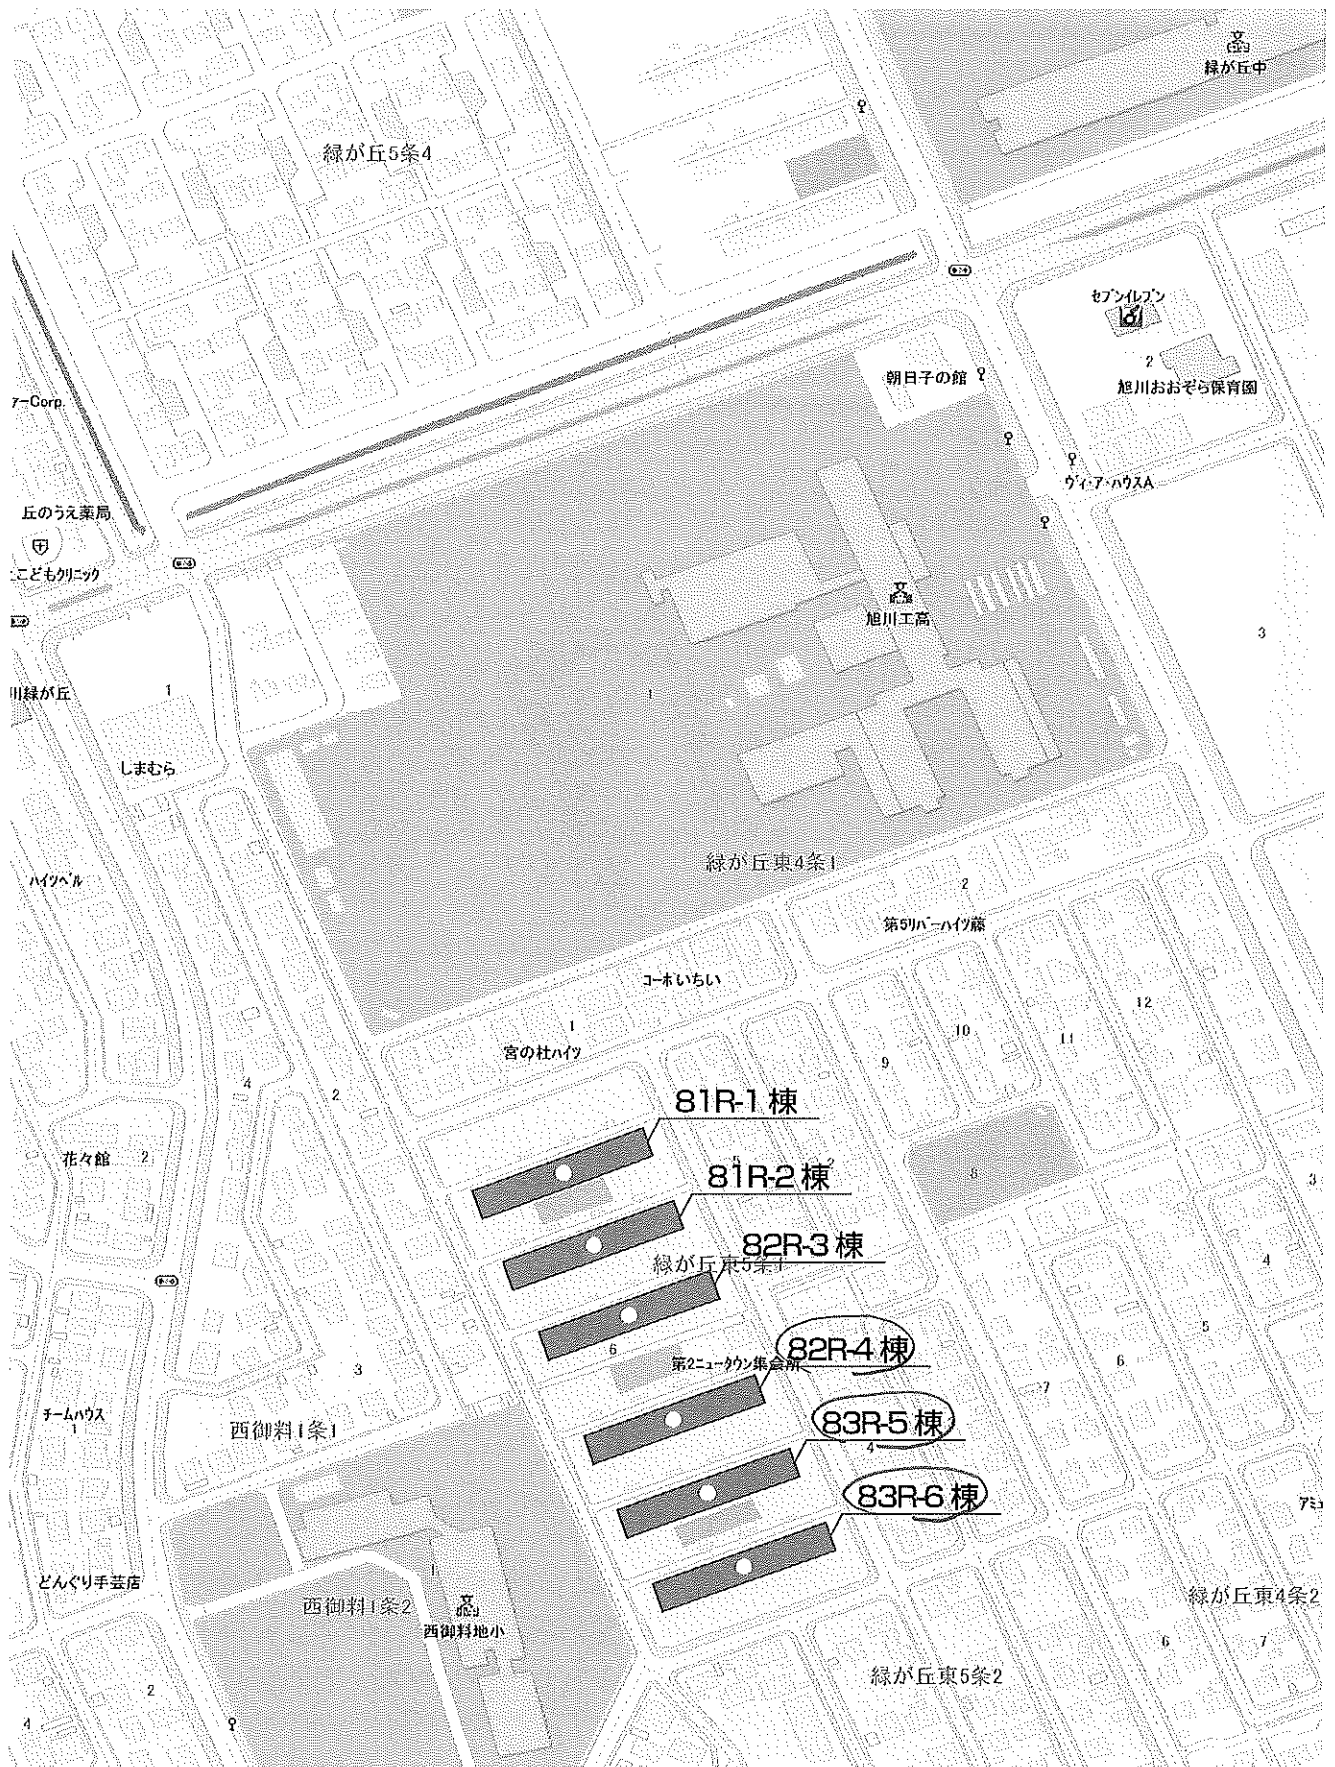 緑が丘中
緑が丘5条4
セブンイレブン
2
朝日子の館
旭川おおぞら保育園
ァーCorp.
ヴィ・ア・ハウスA
丘のうえ薬局
こどもクリニック
旭川工高
3
川緑が丘
1
1
しまむら
緑が丘東4条1
ハイツベル
2
第5リバーハイツ藤
コーポいちい
12
1
10
11
宮の杜ハイツ
9
4
2
81R-1 棟
花々館
2
5
2
81R-2 棟
8
3
82R-3 棟
緑が丘東5条1
4
5
82R-4 棟
6
第2ニュータウン集会所
6
3
7
チームハウス
1
西御料1条1
83R-5 棟
4
83R-6 棟
どんぐり手芸店
1
西御料1条2
緑が丘東4条2
西御料地小
6
7
緑が丘東5条2
2
4